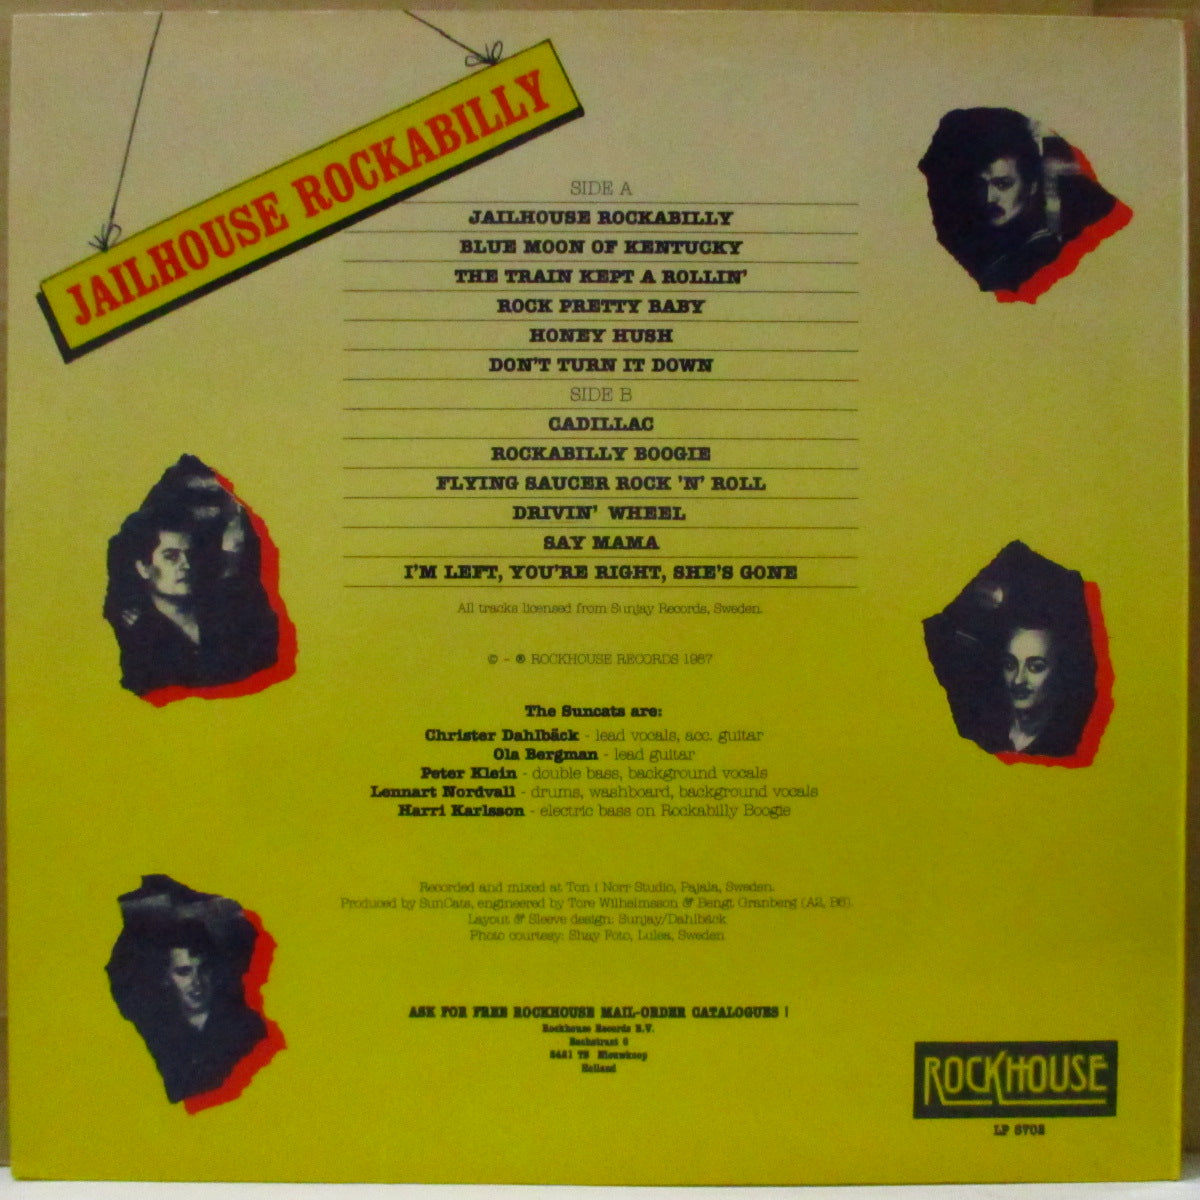 JAILHOUSE ROCKABILLY
SIDE A
JAILHOUSE ROCKABILLY
BLUE MOON OF KENTUCKY
THE TRAIN KEPT A ROLLIN'
ROCK PRETTY BABY
HONEY HUSH
DON'T TURN IT DOWN
SIDE B
CADILLAC
ROCKABILLY BOOGIE
FLYING SAUCER ROCK 'N' ROLL
DRIVIN' WHEEL
SAY MAMA
I'M LEFT, YOU'RE RIGHT, SHE'S GONE
All tracks licensed from Sunjay Records, Sweden.
© - ® ROCKHOUSE RECORDS 1987
The Suncats are:
Christer Dahlbäck - lead vocals, acc. guitar
Ola Bergman - lead guitar
Peter Klein - double bass, background vocals
Lennart Nordvall - drums, washboard, background vocals
Harri Karlsson - electric bass on Rockabilly Boogie
Recorded and mixed at Ton i Norr Studio, Pajala, Sweden.
Produced by SunCats, engineered by Tore Wilhelmsson & Bengt Granberg (A2, B6).
Layout & Sleeve design: Sunjay/Dahlbäck
Photo courtesy: Shay Foto, Lulea, Sweden
ASK FOR FREE ROCKHOUSE MAIL-ORDER CATALOGUES !
Rockhouse Records B.V.
Nieuwkoop
Holland
ROCKHOUSE
LP 8702